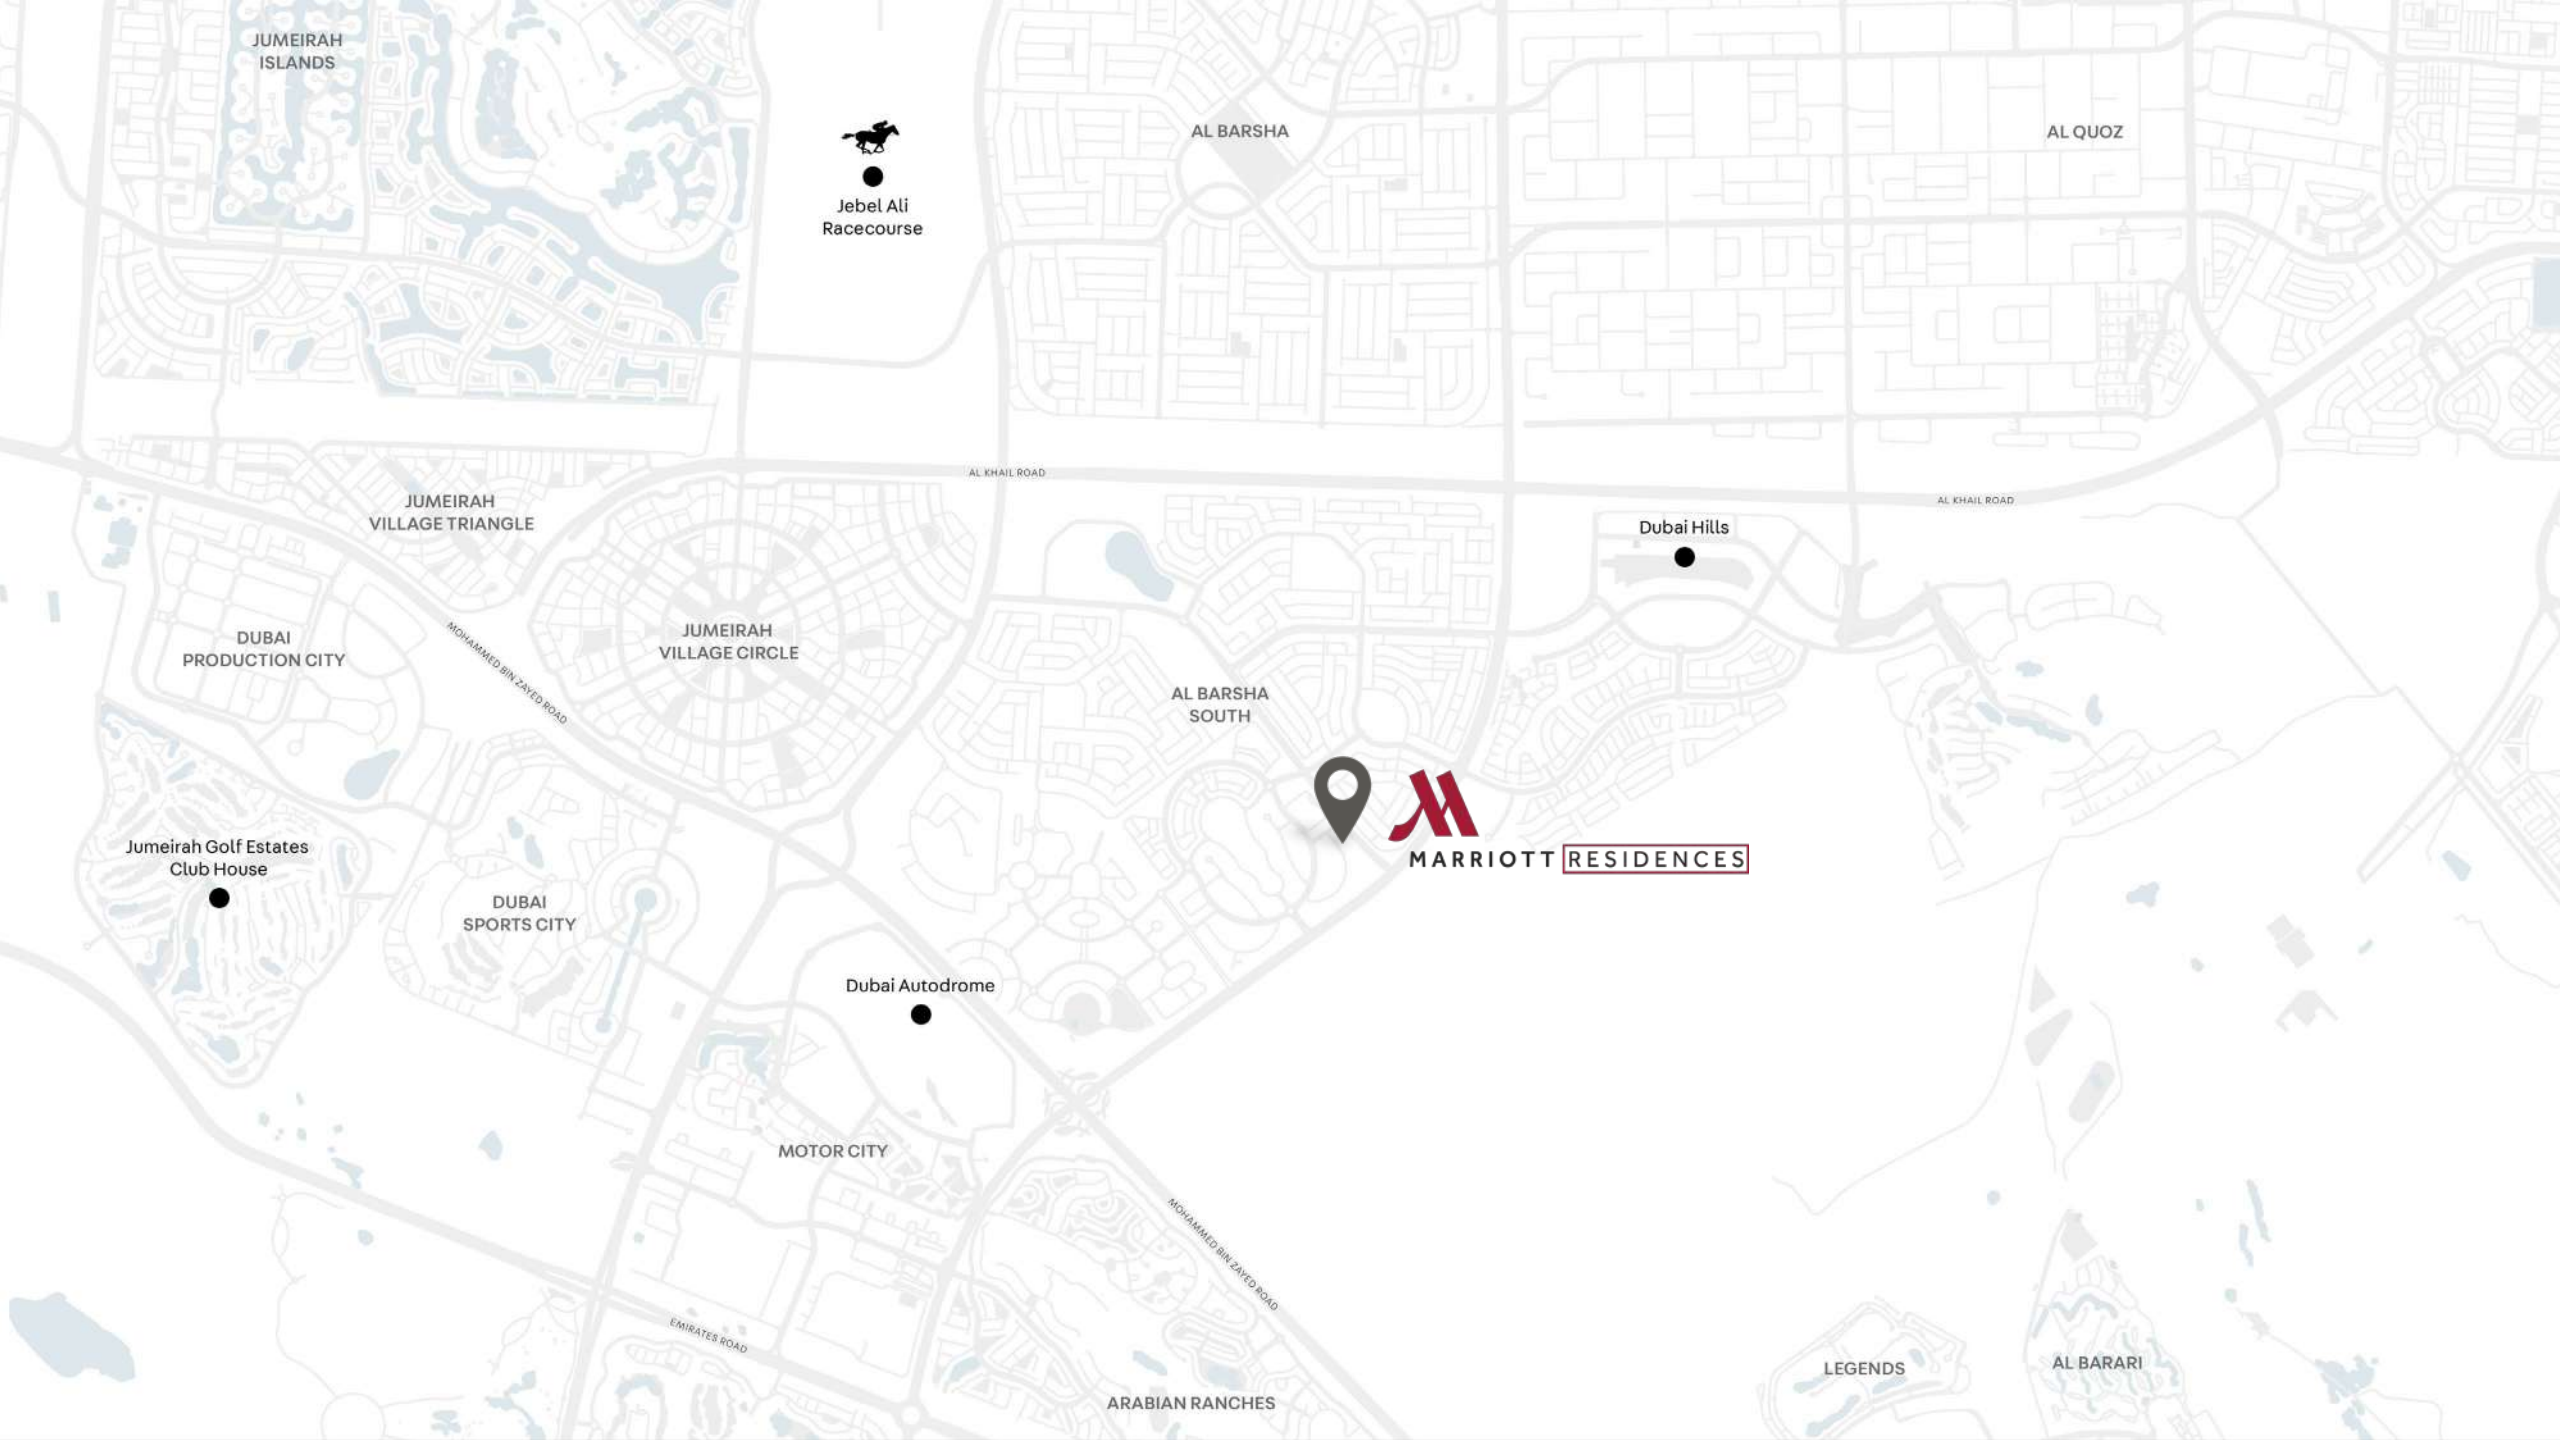 JUMEIRAH
ISLANDS
AL BARSHA
AL QUOZ
Jebel Ali
Racecourse
AL KHAIL ROAD
AL KHAIL ROAD
JUMEIRAH
VILLAGE TRIANGLE
Dubai Hills
DUBAI
PRODUCTION CITY
MOHAMMED BIN ZAYED ROAD
JUMEIRAH
VILLAGE CIRCLE
AL BARSHA
SOUTH
MARRIOTT RESIDENCES
Jumeirah Golf Estates
Club House
DUBAI
SPORTS CITY
Dubai Autodrome
MOTOR CITY
MOHAMMED BIN ZAYED ROAD
EMIRATES ROAD
LEGENDS
AL BARARI
ARABIAN RANCHES